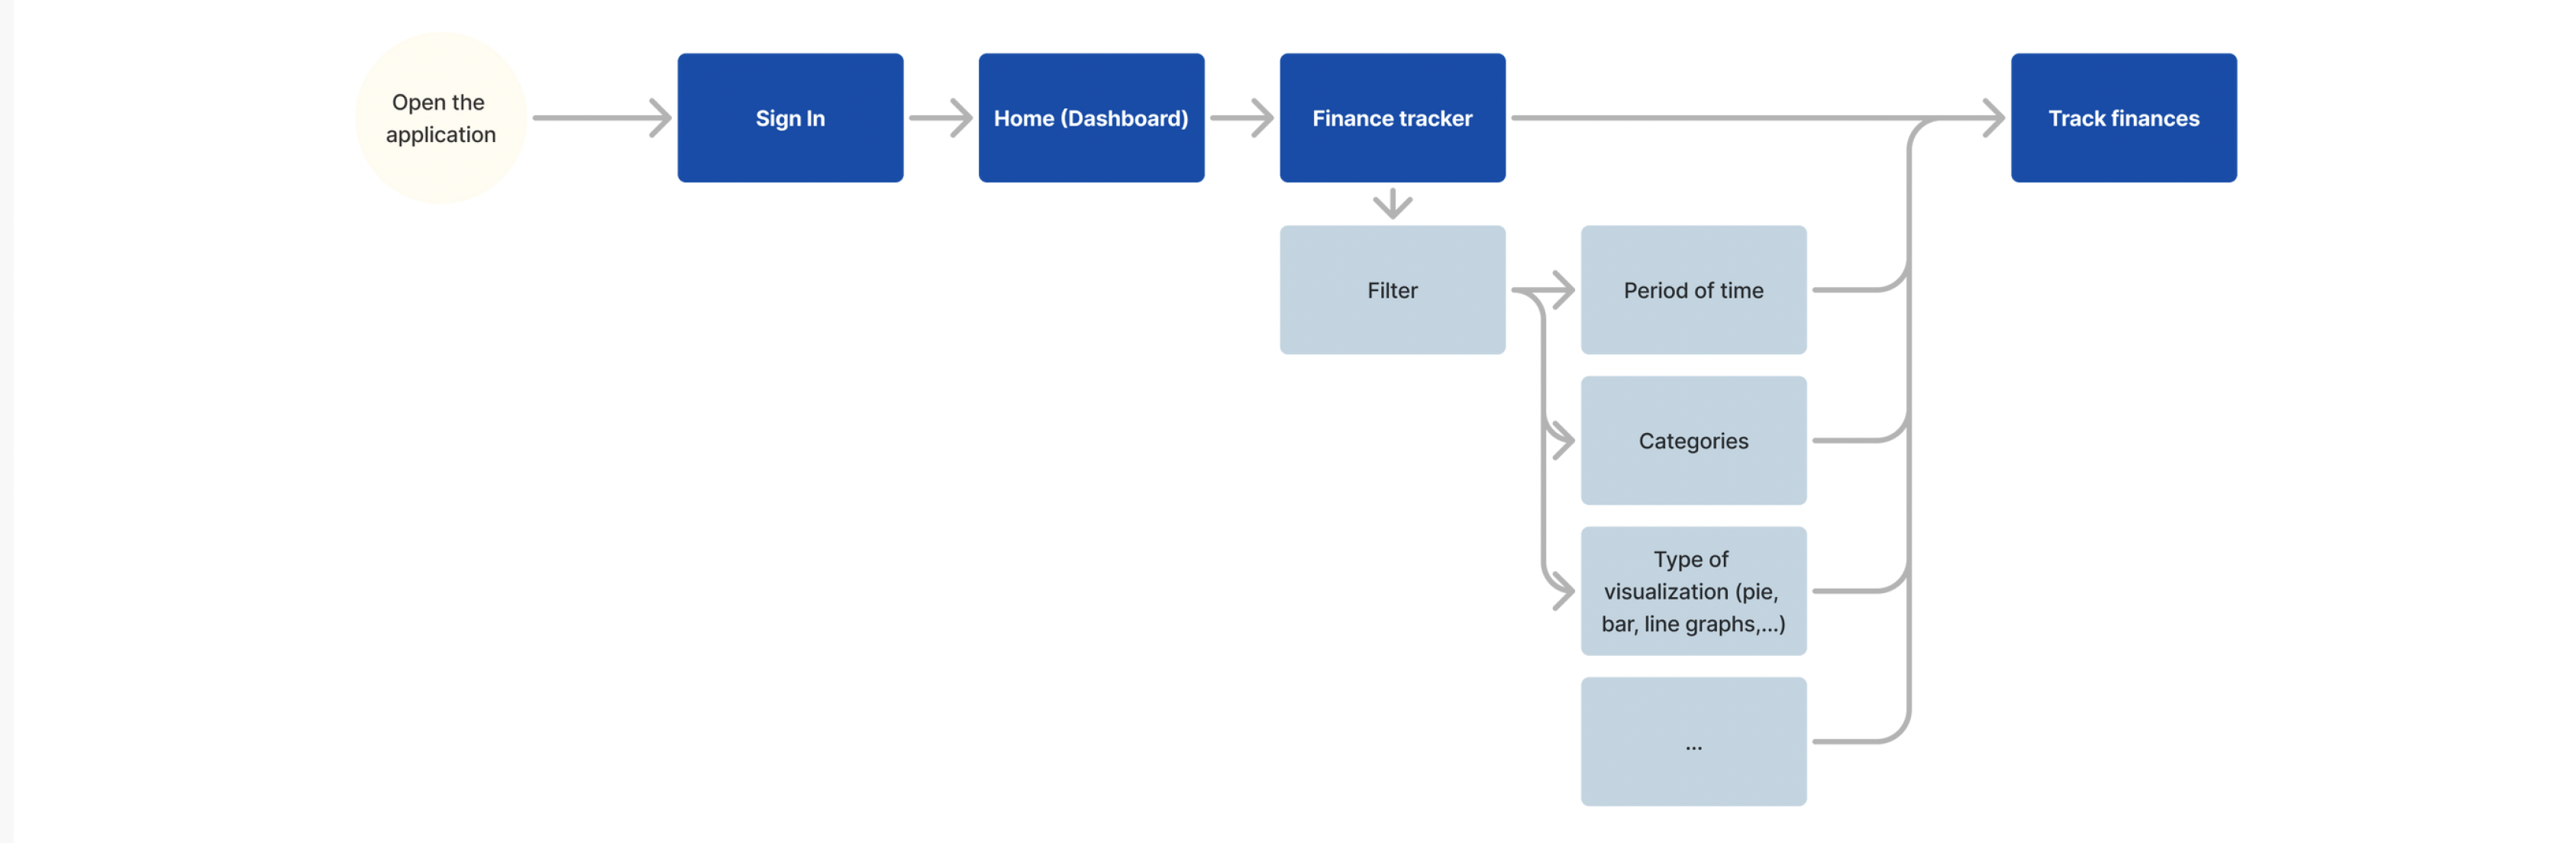 Open the
application
Sign In
Home (Dashboard)
Finance tracker
Track finances
Filter
Period of time
Categories
Type of
visualization (pie,
bar, line graphs,...)
...